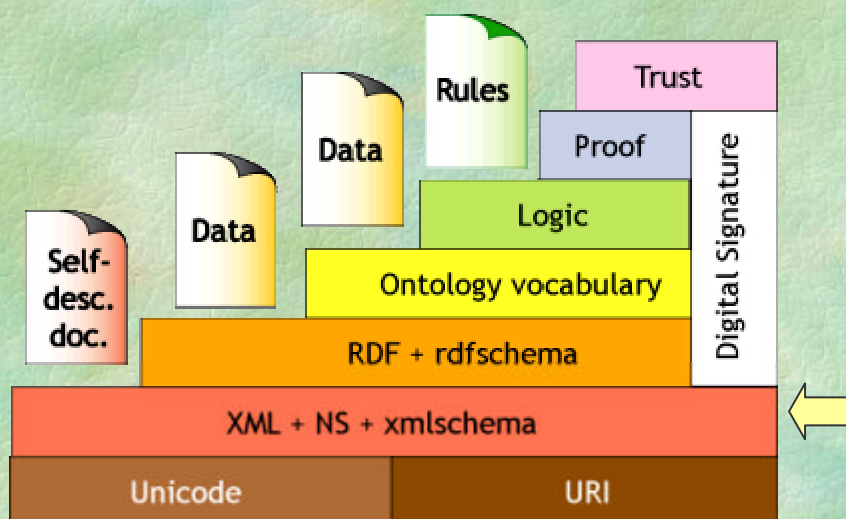 Rules
Trust
Data
Proof
Data
Logic
Digital Signature
Self-
desc.
doc.
Ontology vocabulary
RDF + rdfschema
XML + NS + xmlschema
Unicode
URI